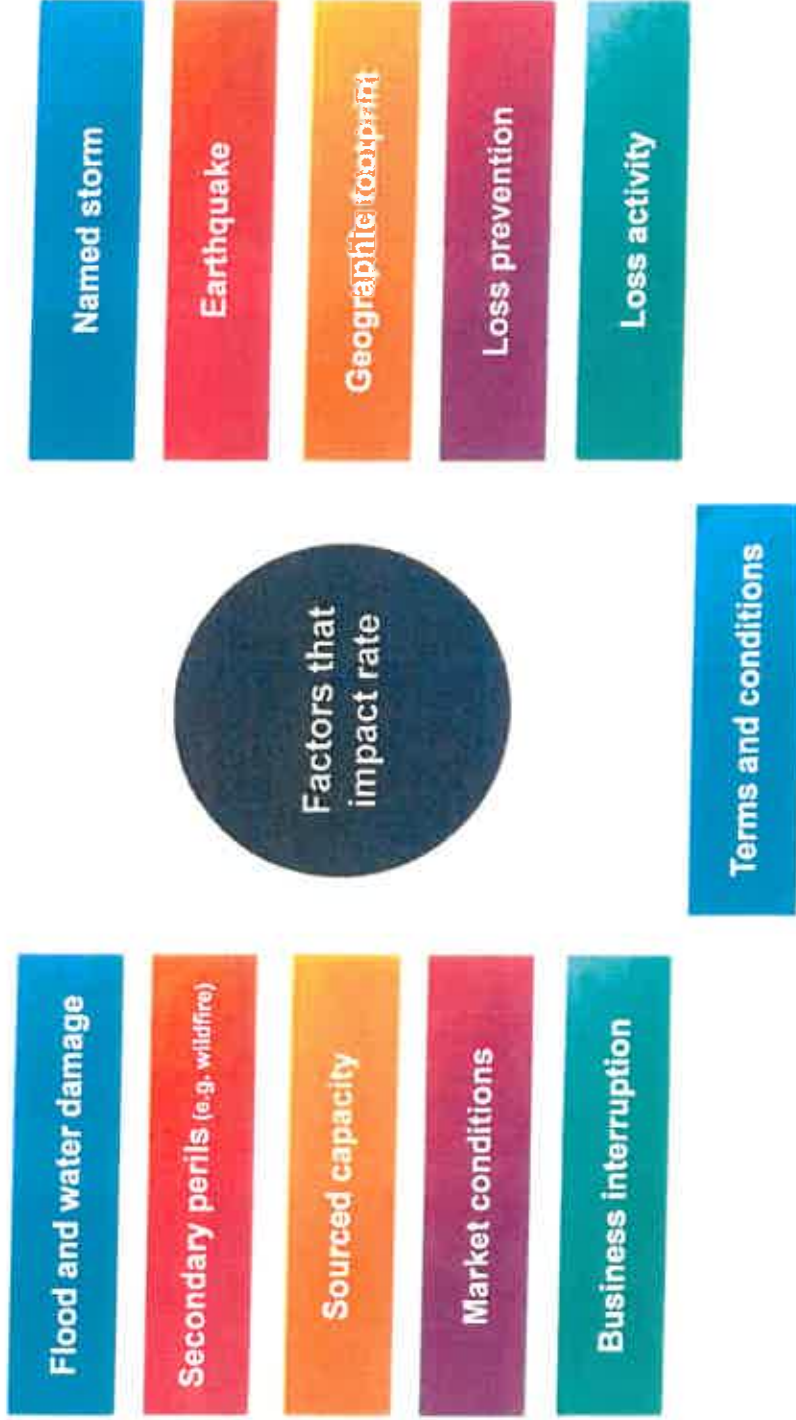 Flood and water damage
Secondary perils (e.g. wildfire)
Sourced capacity
Market conditions
Business interruption
Factors that
impact rate
Terms and conditions
Named storm
Earthquake
Geographic footprint
Loss prevention
Loss activity